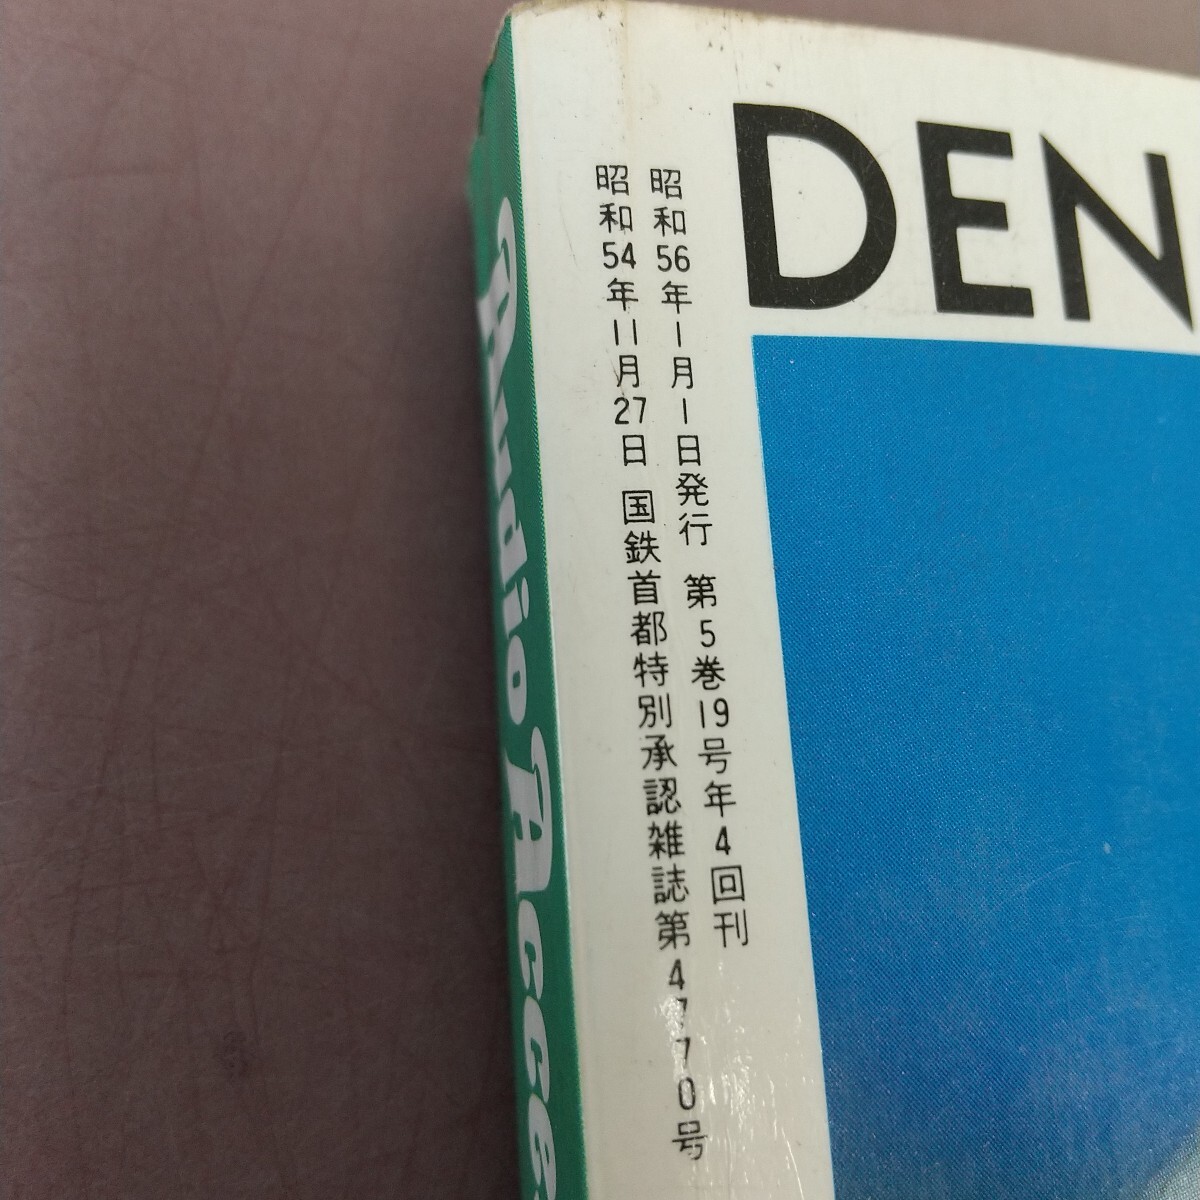 DEN
昭和56年1月1日発行 第5巻19号年4回刊
昭和54年11月27日 国鉄首都特別承認雑誌第4770号
Audio Acces